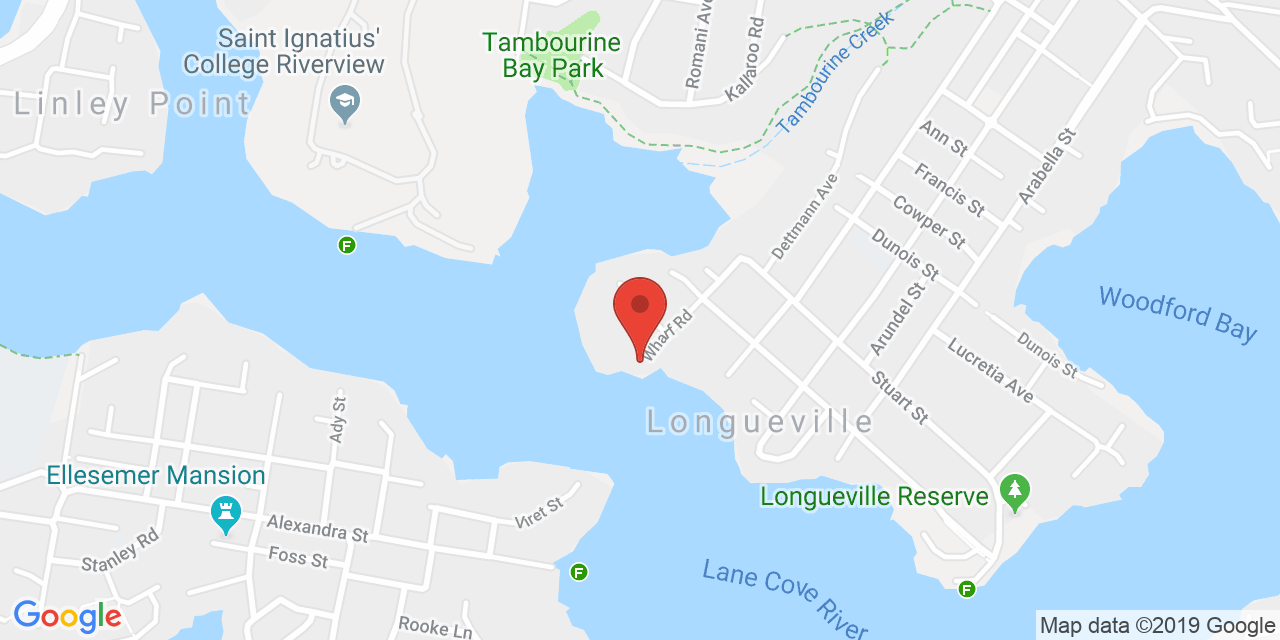 Saint Ignatius'
College Riverview
Tambourine
Bay Park
Romani Ave
Kallaroo Rd
Tambourine Creek
Linley Point
Ann St
Arabella St
Francis St
Dettmann Ave
Cowper St
Dunois St
Woodford Bay
Arundel St
Wharf Rd
Dunois St
Lucretia Ave
Stuart St
Longueville
Ady St
Ellesemer Mansion
Longueville Reserve
Viret St
Alexandra St
Stanley Rd
Foss St
Lane Cove River
F
F
F
Rooke Ln
Google
Map data ©2019 Google